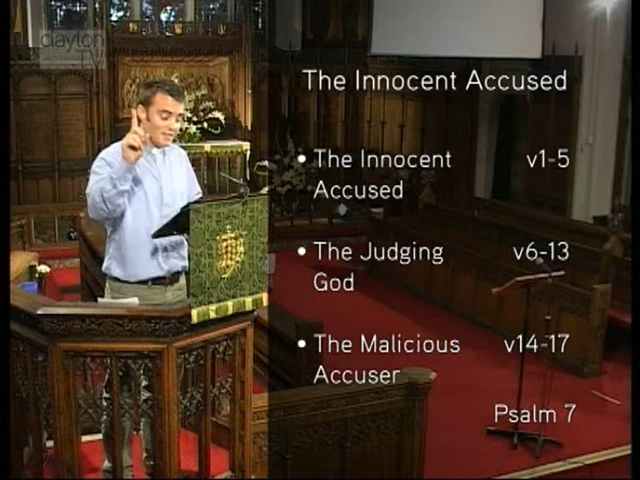 clayton
TV
The Innocent Accused
• The Innocent Accused v1-5
• The Judging God v6-13
• The Malicious Accuser v14-17
Psalm 7